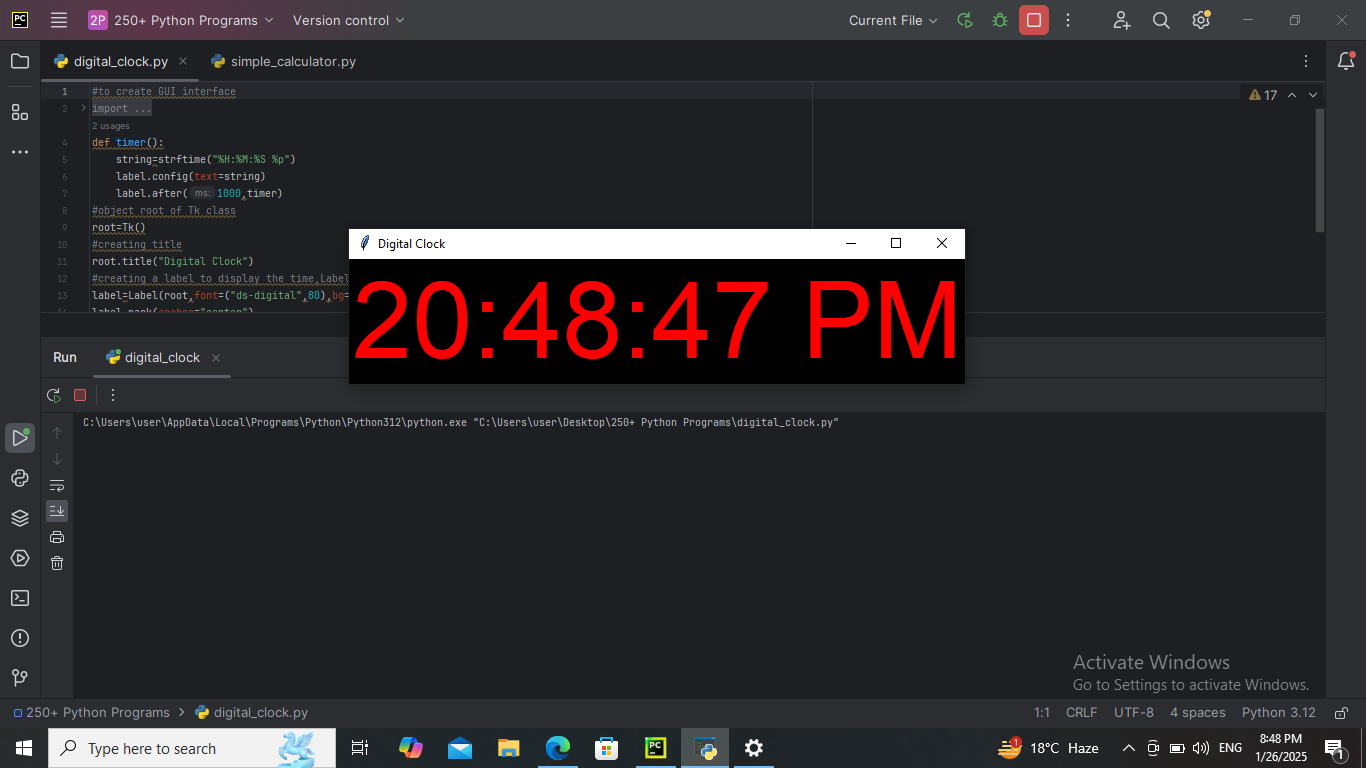 PC 2P 250+ Python Programs Version control Current File
digital_clock.py simple_calculator.py
1 #to create GUI interface
17
2 import ...
2 usages
4 def timer():
5 string=strftime("%H:%M:%S %p")
6 label.config(text=string)
7 label.after( ms: 1000,timer)
8 #object root of Tk class
9 root=Tk()
10 #creating title
11 root.title("Digital Clock")
12 #creating a label to display the time,Label
13 label=Label(root,font=("ds-digital",80),bg=
14 label.pack(anchor="center")
Digital Clock
20:48:47 PM
Run digital_clock
C:\Users\user\AppData\Local\Programs\Python\Python312\python.exe "C:\Users\user\Desktop\250+ Python Programs\digital_clock.py"
Activate Windows
Go to Settings to activate Windows.
250+ Python Programs digital_clock.py 1:1 CRLF UTF-8 4 spaces Python 3.12
Type here to search PC 1 18°C Haze ENG 8:48 PM 1
1/26/2025